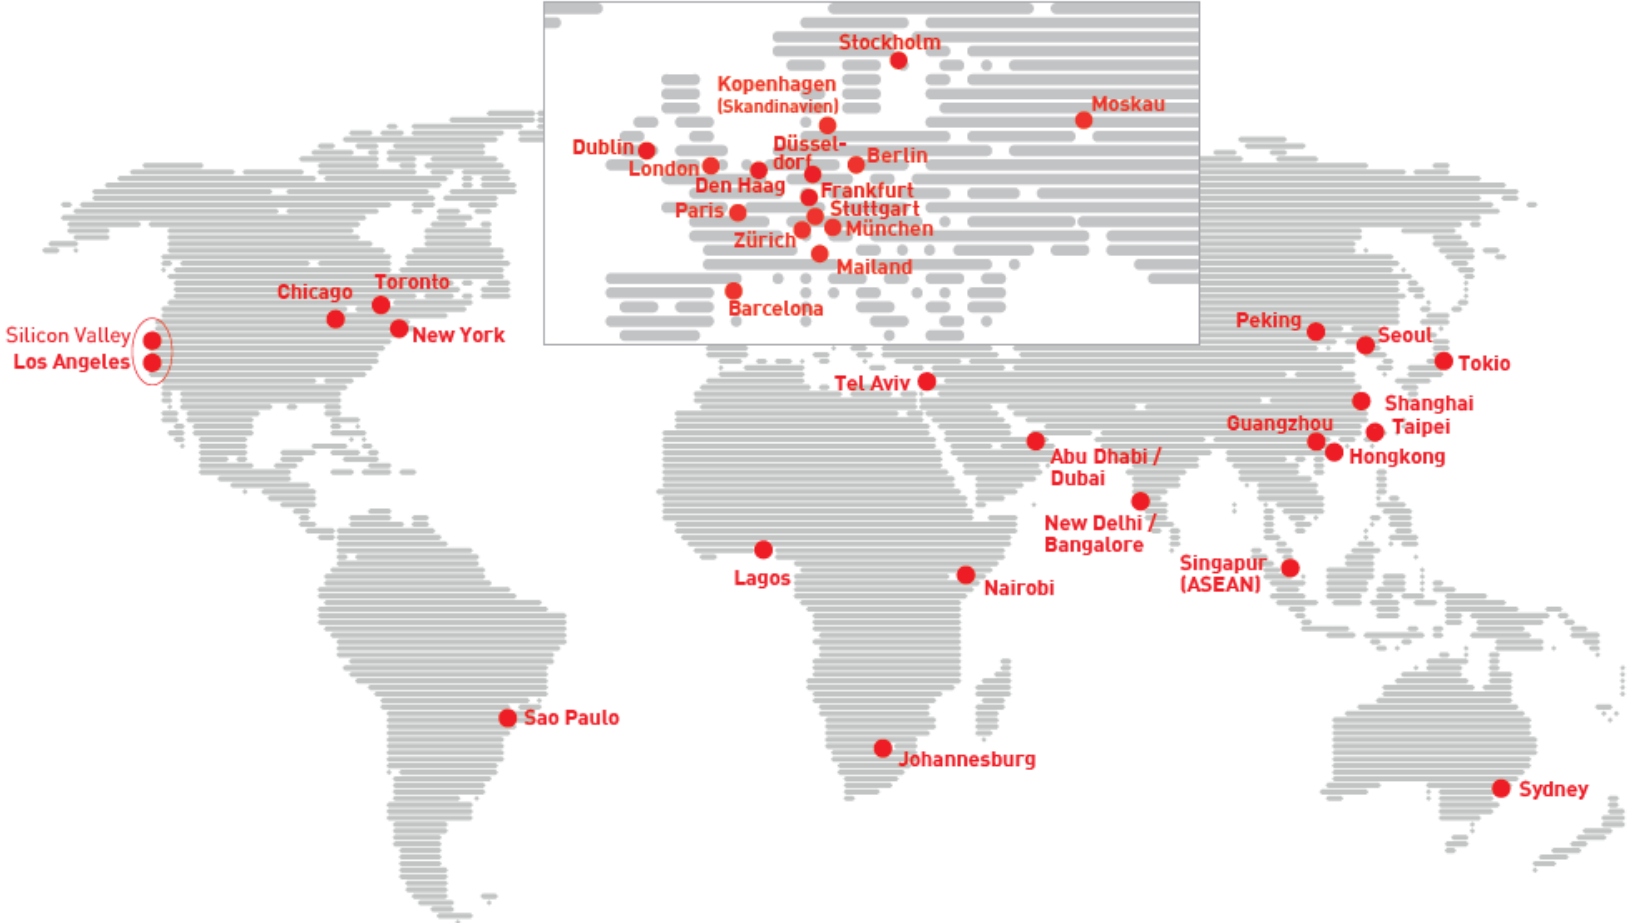 Stockholm
Kopenhagen
(Skandinavien)
Moskau
Dublin
Düssel-
dorf
London
Berlin
Den Haag
Frankfurt
Paris
Stuttgart
Zürich
München
Mailand
Barcelona
Chicago
Toronto
Silicon Valley
Los Angeles
New York
Tel Aviv
Peking
Seoul
Tokio
Shanghai
Guangzhou
Taipei
Hongkong
Abu Dhabi /
Dubai
New Delhi /
Bangalore
Singapur
(ASEAN)
Lagos
Nairobi
Sao Paulo
Johannesburg
Sydney